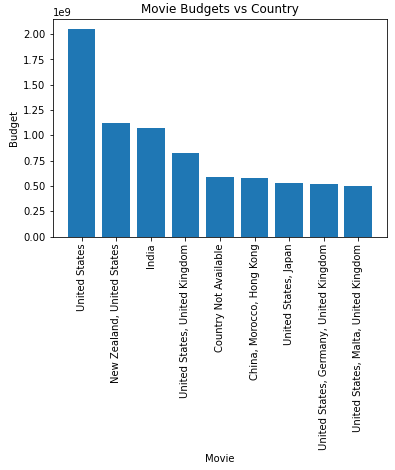 Movie Budgets vs Country
1e9
2.00
1.75
1.50
1.25
1.00
0.75
0.50
0.25
0.00
Budget
United States
New Zealand, United States
India
United States, United Kingdom
Country Not Available
China, Morocco, Hong Kong
United States, Japan
United States, Germany, United Kingdom
United States, Malta, United Kingdom
Movie